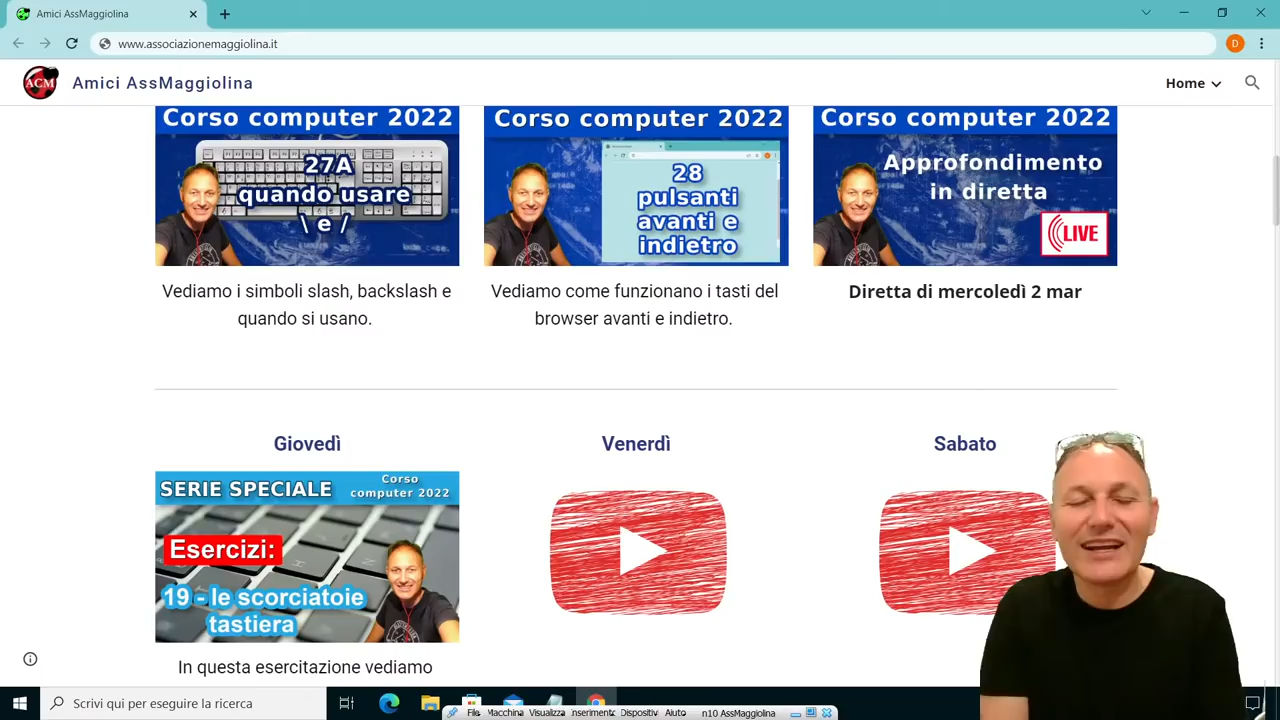 Amici AssMaggiolina
www.associazionemaggiolina.it
D
ACM
Amici AssMaggiolina
Home
Corso computer 2022
27A
quando usare
\ e /
Corso computer 2022
28
pulsanti
avanti e
indietro
Corso computer 2022
Approfondimento
in diretta
LIVE
Vediamo i simboli slash, backslash e
quando si usano.
Vediamo come funzionano i tasti del
browser avanti e indietro.
Diretta di mercoledì 2 mar
Giovedì
Venerdì
Sabato
SERIE SPECIALE
Corso
computer 2022
Esercizi:
19 - le scorciatoie
tastiera
In questa esercitazione vediamo
Scrivi qui per eseguire la ricerca
File Macchina Visualizza Inserimento Dispositivi Aiuto
n10 AssMaggiolina